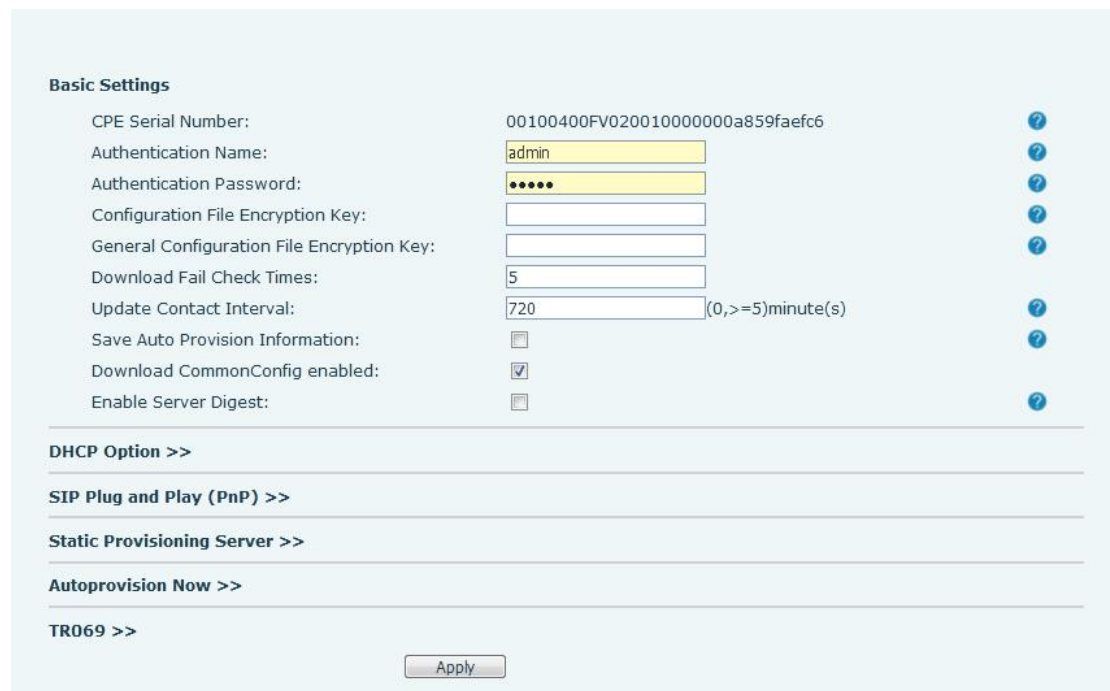 Basic Settings
CPE Serial Number: 00100400FV020010000000a859faefc6
Authentication Name: admin
Authentication Password: •••••
Configuration File Encryption Key:
General Configuration File Encryption Key:
Download Fail Check Times: 5
Update Contact Interval: 720 (0,>=5)minute(s)
Save Auto Provision Information:
Download CommonConfig enabled:
Enable Server Digest:
DHCP Option >>
SIP Plug and Play (PnP) >>
Static Provisioning Server >>
Autoprovision Now >>
TR069 >>
Apply